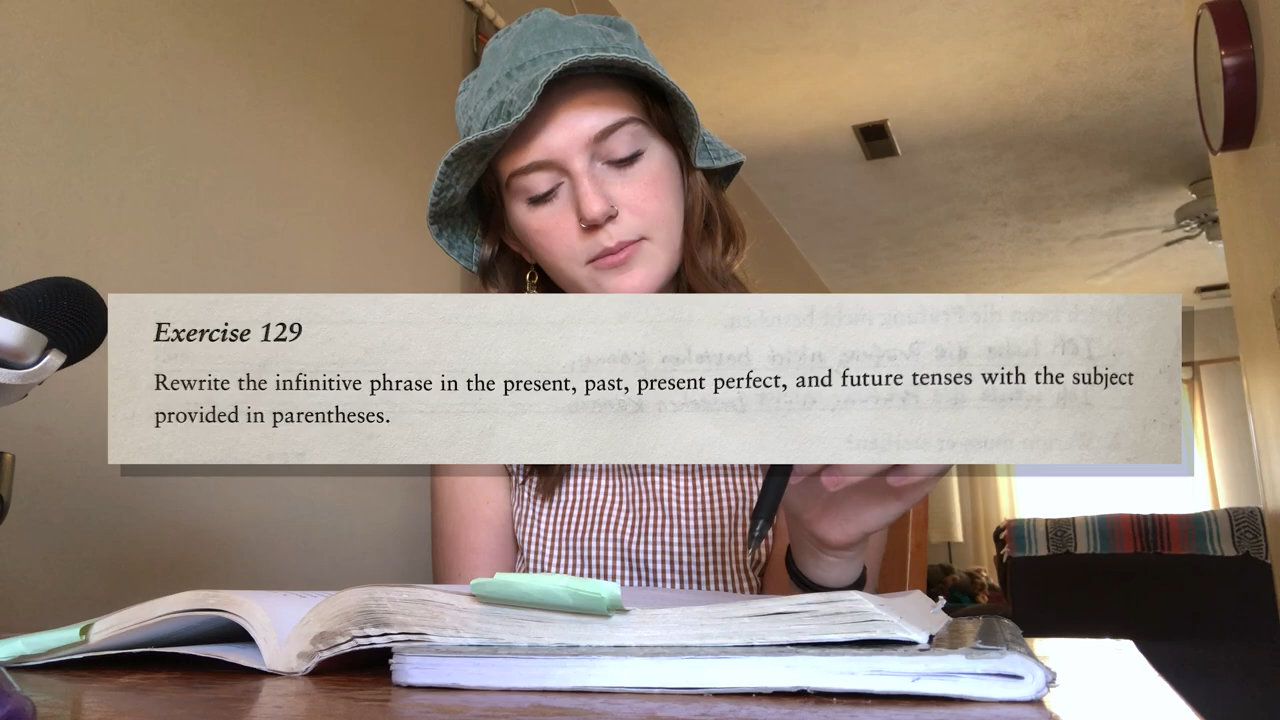 Exercise 129
Rewrite the infinitive phrase in the present, past, present perfect, and future tenses with the subject
provided in parentheses.